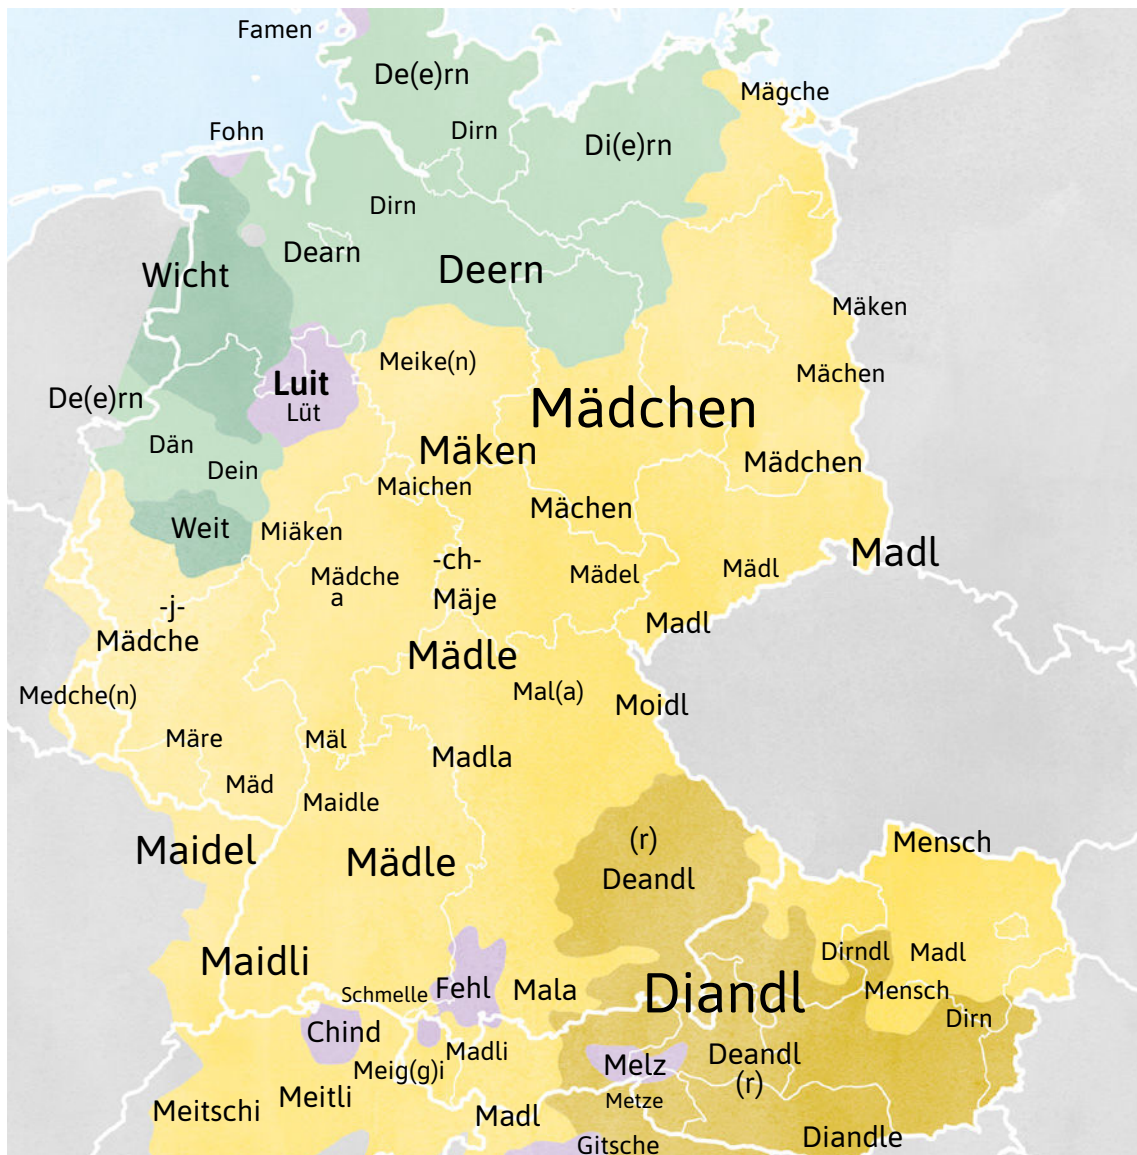 Famen
De(e)rn
Mägche
Fohn
Dirn
Di(e)rn
Dirn
Dearn
Wicht
Deern
Mäken
Meike(n)
Mächen
Luit
De(e)rn
Lüt
Mädchen
Dän
Mäken
Dein
Mädchen
Maichen
Mächen
Weit
Miäken
Madl
-ch-
Mädche
a
Mädel
Mädl
-j-
Mäje
Mädche
Madl
Mädle
Medche(n)
Mal(a)
Moidl
Märe
Mäl
Madla
Mäd
Maidle
Maidel
Mädle
(r)
Deandl
Mensch
Maidli
Dirndl
Madl
Schmelle
Fehl
Mala
Diandl
Mensch
Dirn
Chind
Madli
Meig(g)i
Melz
Deandl
(r)
Meitschi
Meitli
Madl
Metze
Gitsche
Diandle